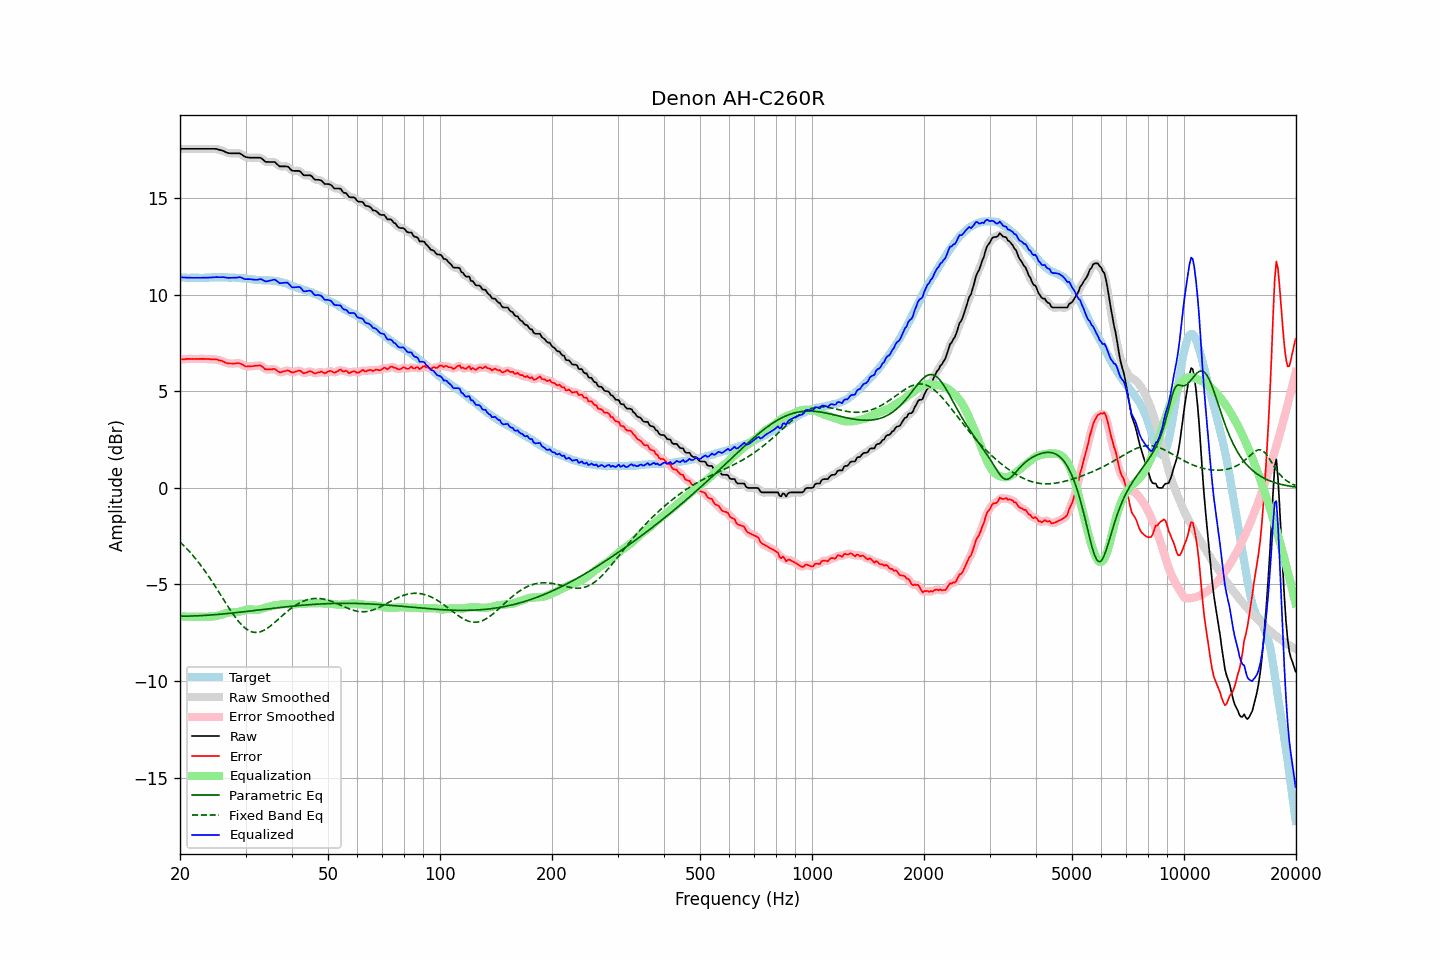 Denon AH-C260R
Amplitude (dBr)
15
10
5
0
−5
−10
−15
Target
Raw Smoothed
Error Smoothed
Raw
Error
Equalization
Parametric Eq
Fixed Band Eq
Equalized
20 50 100 200 500 1000 2000 5000 10000 20000
Frequency (Hz)